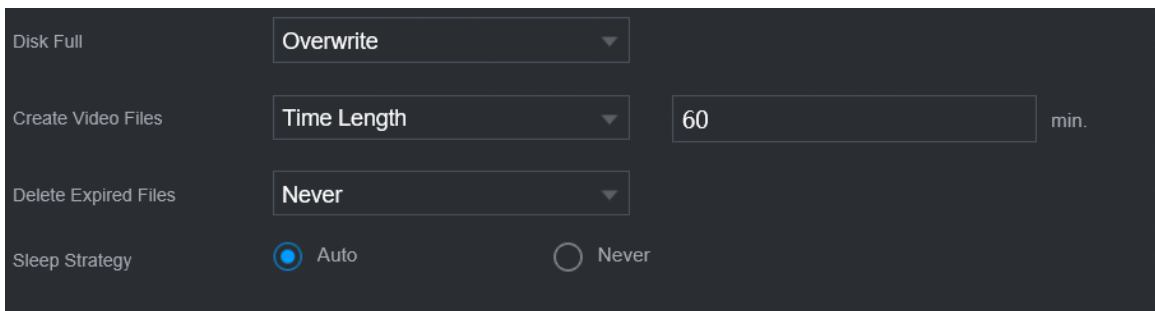 Disk Full Overwrite
Create Video Files Time Length 60 min.
Delete Expired Files Never
Sleep Strategy Auto Never